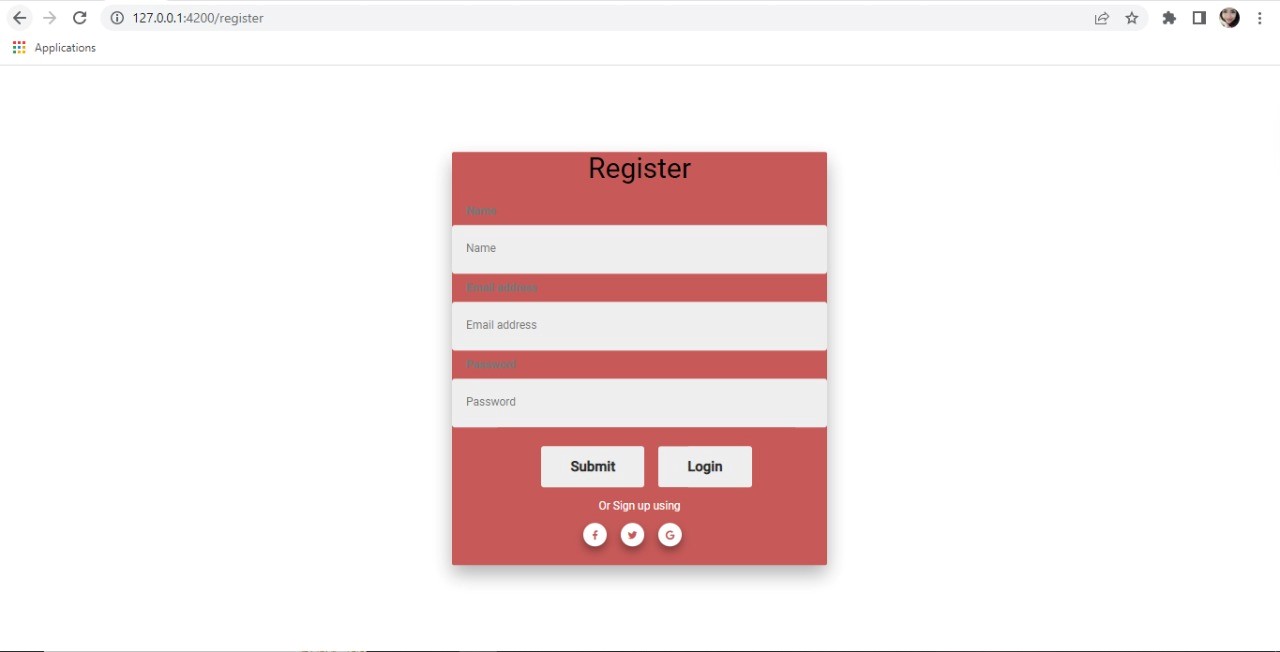 127.0.0.1:4200/register
Applications
Register
Name
Name
Email address
Email address
Password
Password
Submit Login
Or Sign up using